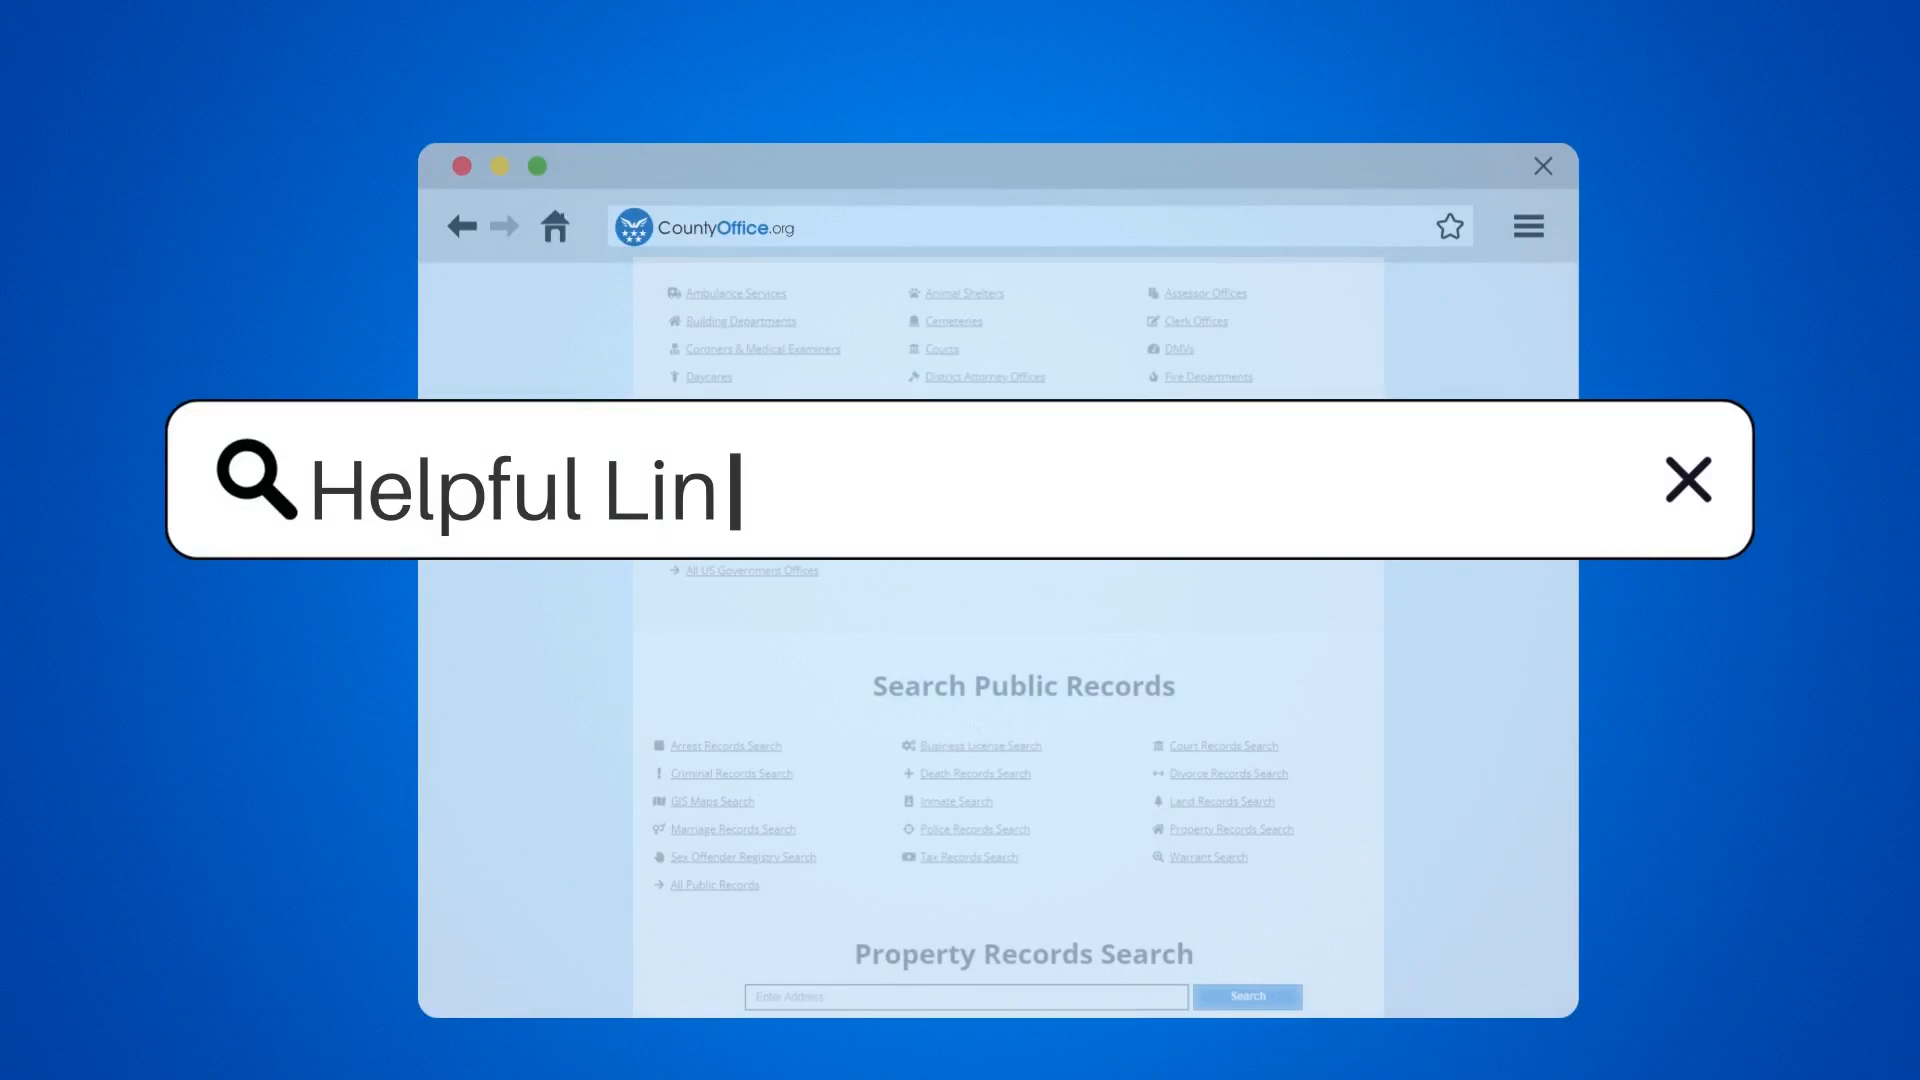 CountyOffice.org
Ambulance Services Animal Shelters Assessor Offices
Building Departments Cemeteries Clerk Offices
Coroners & Medical Examiners Courts DMVs
Daycares District Attorney Offices Fire Departments
Helpful Lin
All US Government Offices
Search Public Records
Arrest Records Search Business License Search Court Records Search
Criminal Records Search Death Records Search Divorce Records Search
GIS Maps Search Inmate Search Land Records Search
Marriage Records Search Police Records Search Property Records Search
Sex Offender Registry Search Tax Records Search Warrant Search
All Public Records
Property Records Search
Enter Address Search